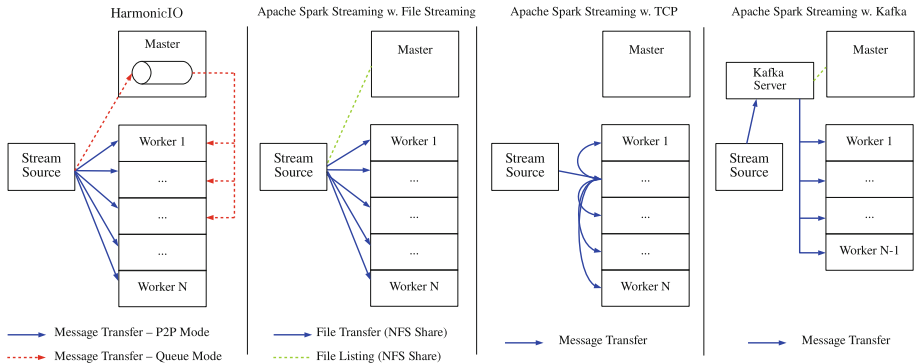 HarmonicIO
Master
Stream
Source
Worker 1
...
...
...
Worker N
Message Transfer – P2P Mode
Message Transfer – Queue Mode
Apache Spark Streaming w. File Streaming
Master
Stream
Source
Worker 1
...
...
...
Worker N
File Transfer (NFS Share)
File Listing (NFS Share)
Apache Spark Streaming w. TCP
Master
Stream
Source
Worker 1
...
...
...
Worker N
Message Transfer
Apache Spark Streaming w. Kafka
Master
Kafka
Server
Stream
Source
Worker 1
...
...
Worker N-1
Message Transfer